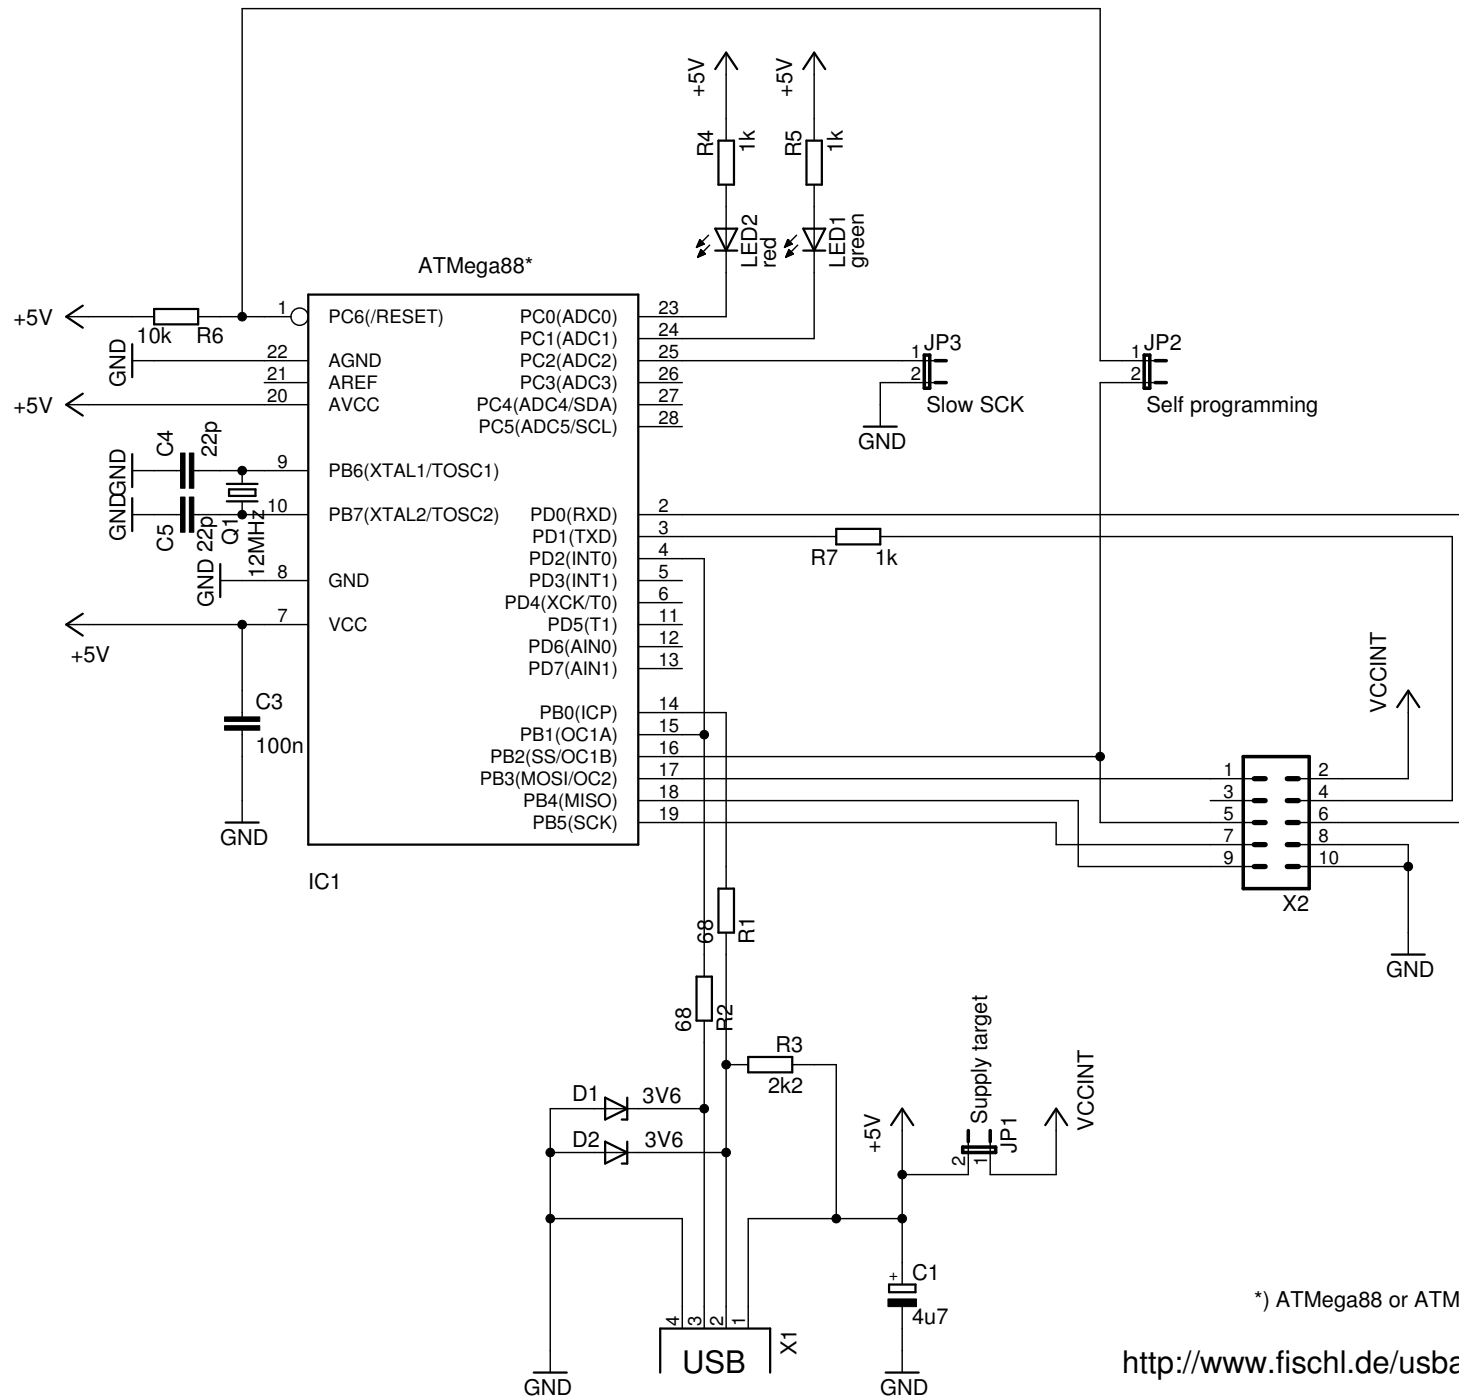 +5V
+5V
R4
1k
R5
1k
LED2
red
LED1
green
ATMega88*
+5V
10k
R6
1
PC6(/RESET)
GND
22
AGND
21
AREF
+5V
20
AVCC
C4
22p
GND
9
PB6(XTAL1/TOSC1)
GND
C5
22p
Q1
12MHz
10
PB7(XTAL2/TOSC2)
GND
8
GND
7
VCC
+5V
C3
100n
GND
PC0(ADC0)
23
PC1(ADC1)
24
PC2(ADC2)
25
PC3(ADC3)
26
PC4(ADC4/SDA)
27
PC5(ADC5/SCL)
28
PD0(RXD)
2
PD1(TXD)
3
PD2(INT0)
4
PD3(INT1)
5
PD4(XCK/T0)
6
PD5(T1)
11
PD6(AIN0)
12
PD7(AIN1)
13
PB0(ICP)
14
PB1(OC1A)
15
PB2(SS/OC1B)
16
PB3(MOSI/OC2)
17
PB4(MISO)
18
PB5(SCK)
19
IC1
JP3
1
2
Slow SCK
GND
JP2
1
2
Self programming
R7
1k
VCCINT
1
2
3
4
5
6
7
8
9
10
X2
GND
68
R1
68
R2
R3
2k2
D1
3V6
D2
3V6
+5V
Supply target
2
1
JP1
VCCINT
C1
+
4u7
GND
4
3
2
1
X1
USB
GND
*) ATMega88 or ATM
http://www.fischl.de/usba